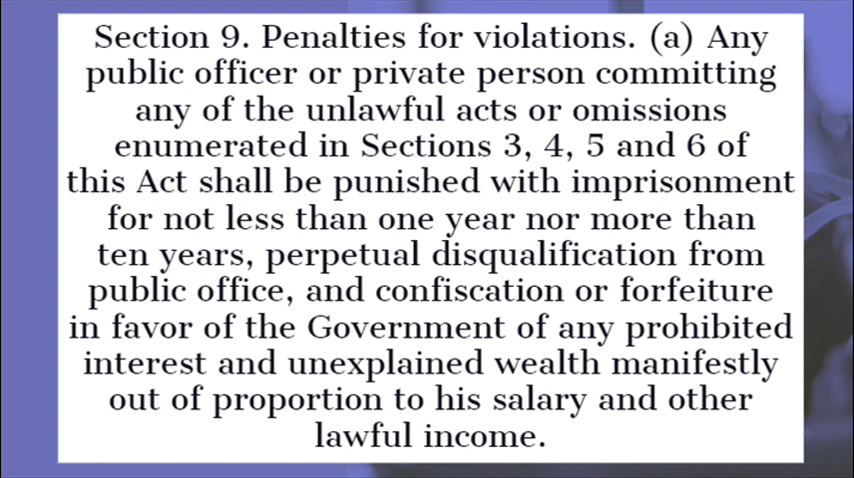 Section 9. Penalties for violations. (a) Any
public officer or private person committing
any of the unlawful acts or omissions
enumerated in Sections 3, 4, 5 and 6 of
this Act shall be punished with imprisonment
for not less than one year nor more than
ten years, perpetual disqualification from
public office, and confiscation or forfeiture
in favor of the Government of any prohibited
interest and unexplained wealth manifestly
out of proportion to his salary and other
lawful income.